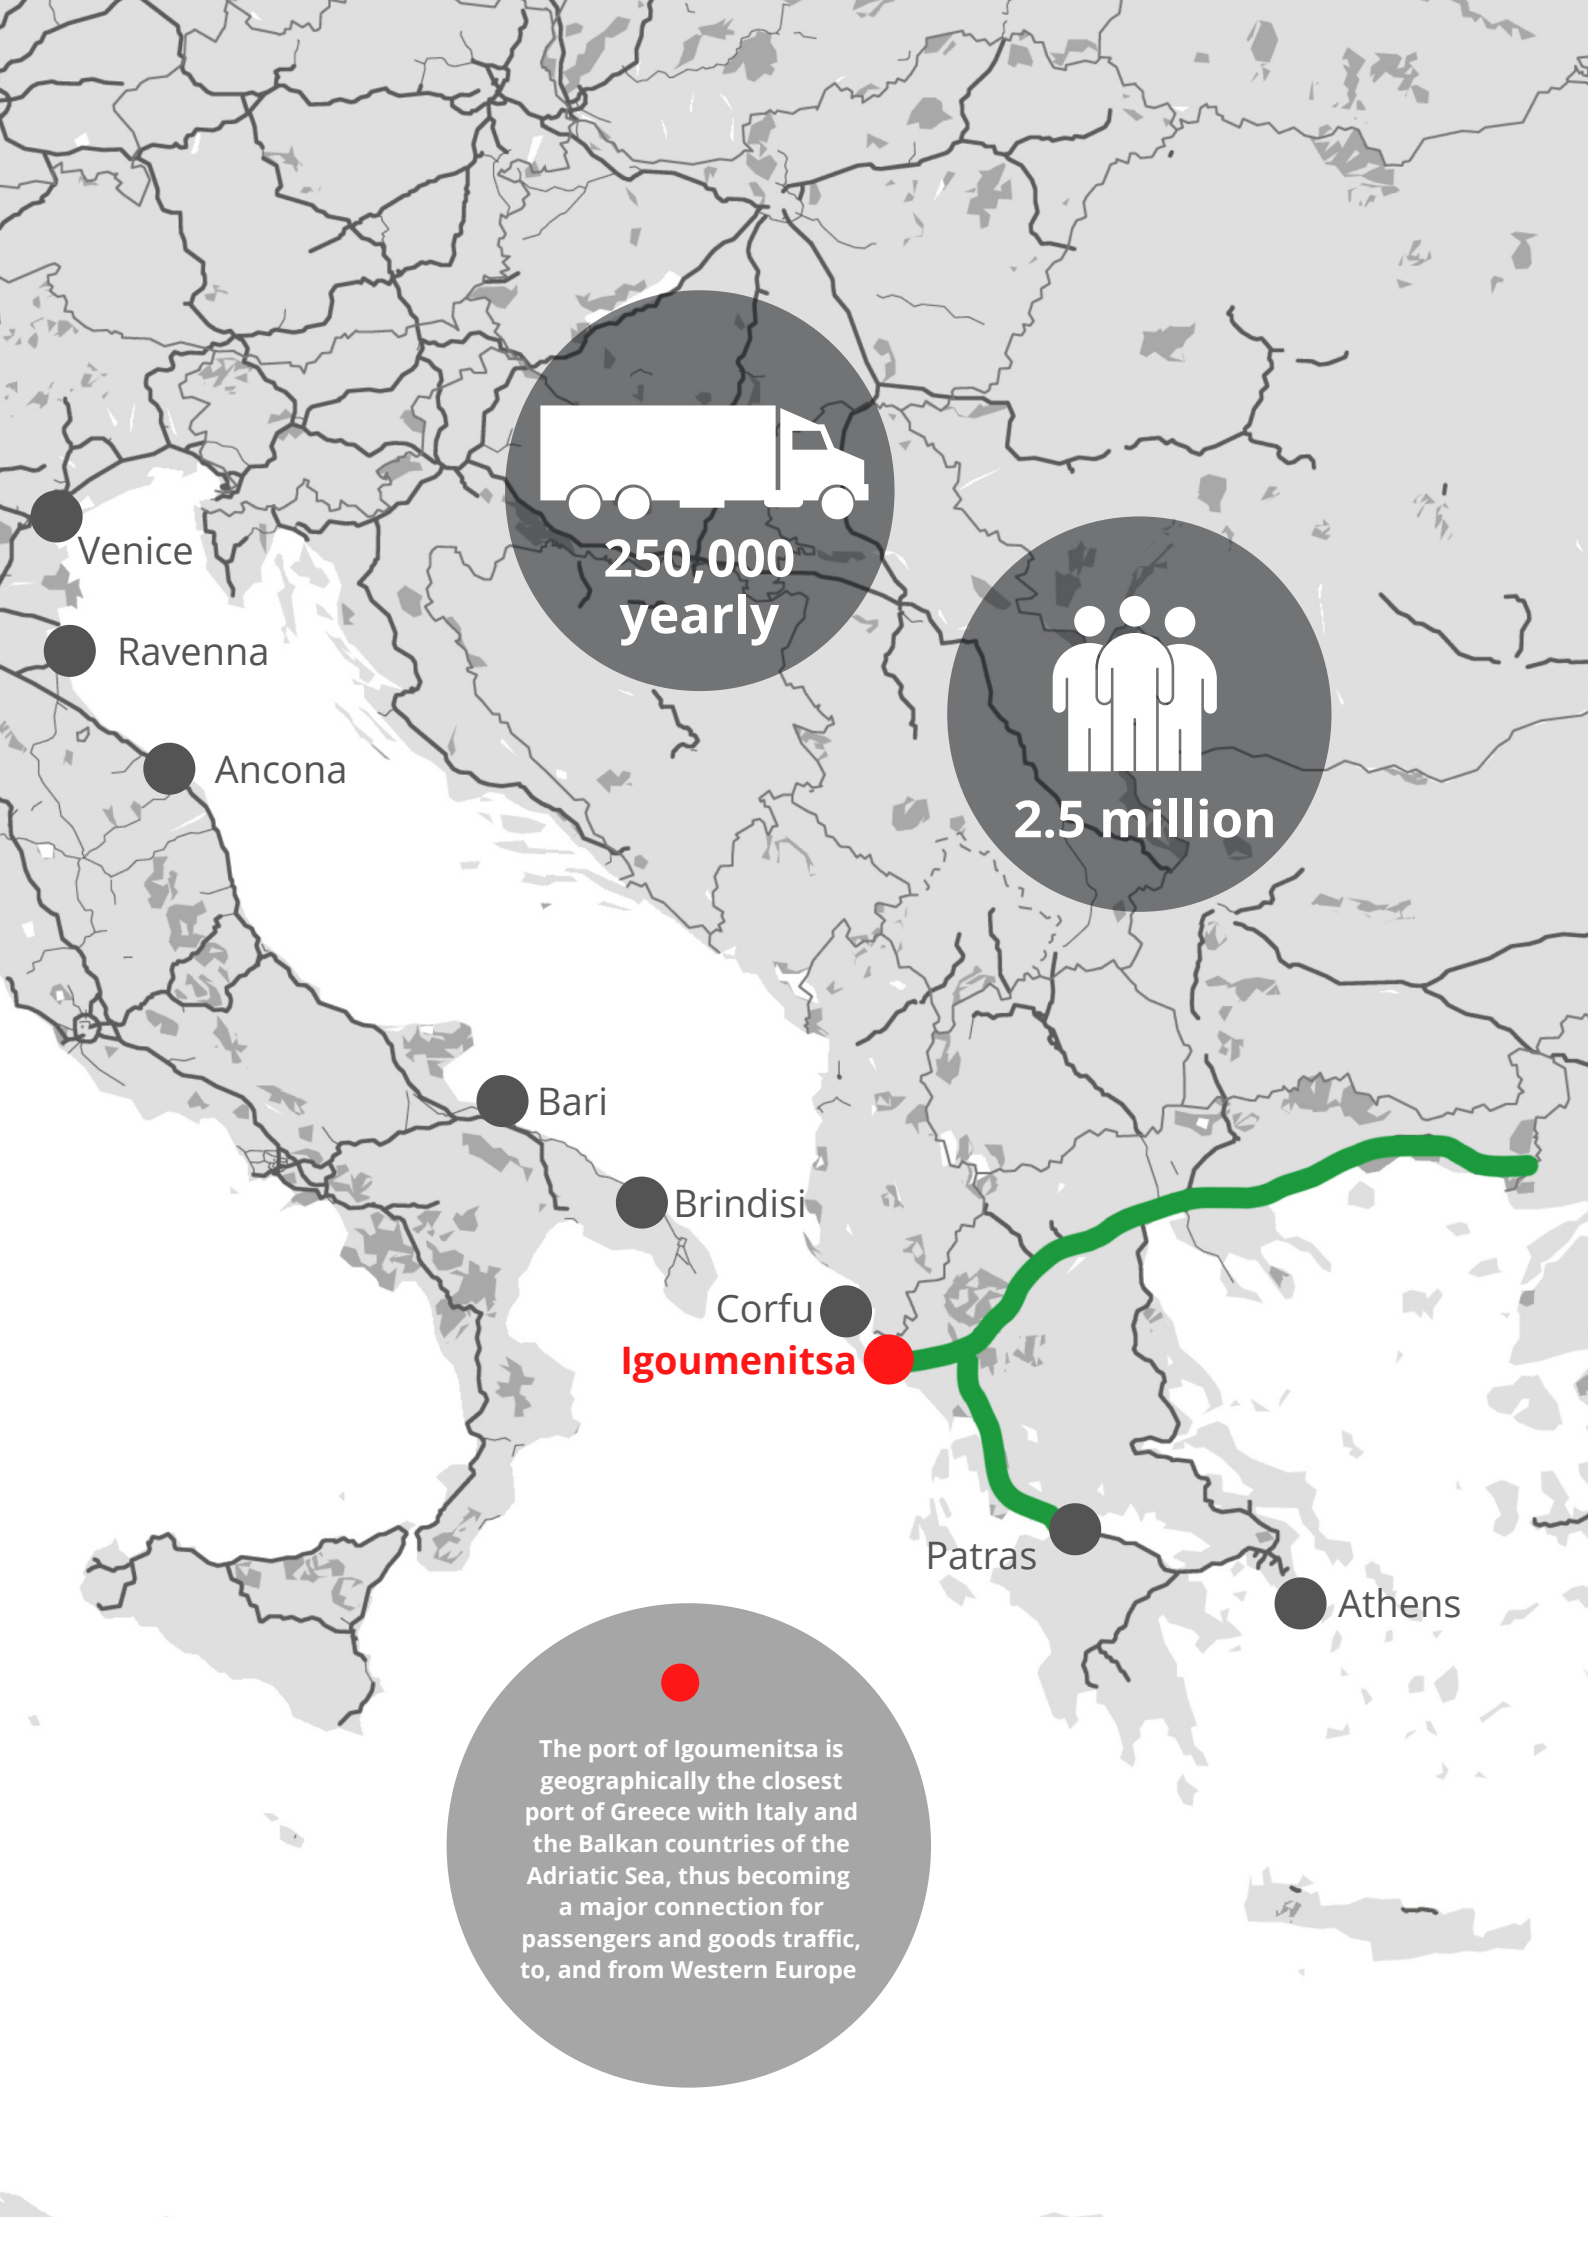 250,000
yearly
Venice
2.5 million
Ravenna
Ancona
Bari
Brindisi
Corfu
Igoumenitsa
Patras
Athens
The port of Igoumenitsa is
geographically the closest
port of Greece with Italy and
the Balkan countries of the
Adriatic Sea, thus becoming
a major connection for
passengers and goods traffic,
to, and from Western Europe